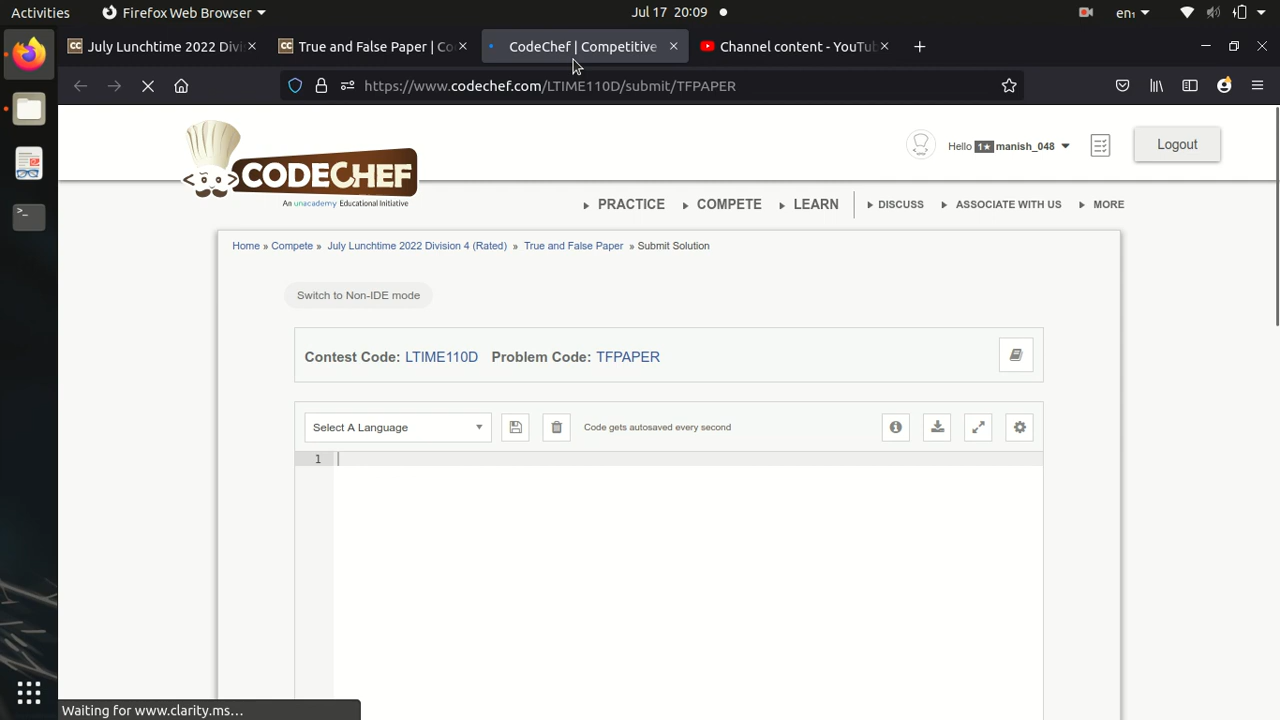 Activities Firefox Web Browser Jul 17 20:09 en₁
July Lunchtime 2022 Divi True and False Paper | Co CodeChef | Competitive Channel content - YouTub
https://www.codechef.com/LTIME110D/submit/TFPAPER
CODECHEF
An unacademy Educational Initiative
Hello 1★ manish_048 Logout
PRACTICE COMPETE LEARN DISCUSS ASSOCIATE WITH US MORE
Home » Compete » July Lunchtime 2022 Division 4 (Rated) » True and False Paper » Submit Solution
Switch to Non-IDE mode
Contest Code: LTIME110D Problem Code: TFPAPER
Select A Language Code gets autosaved every second
1
Waiting for www.clarity.ms…